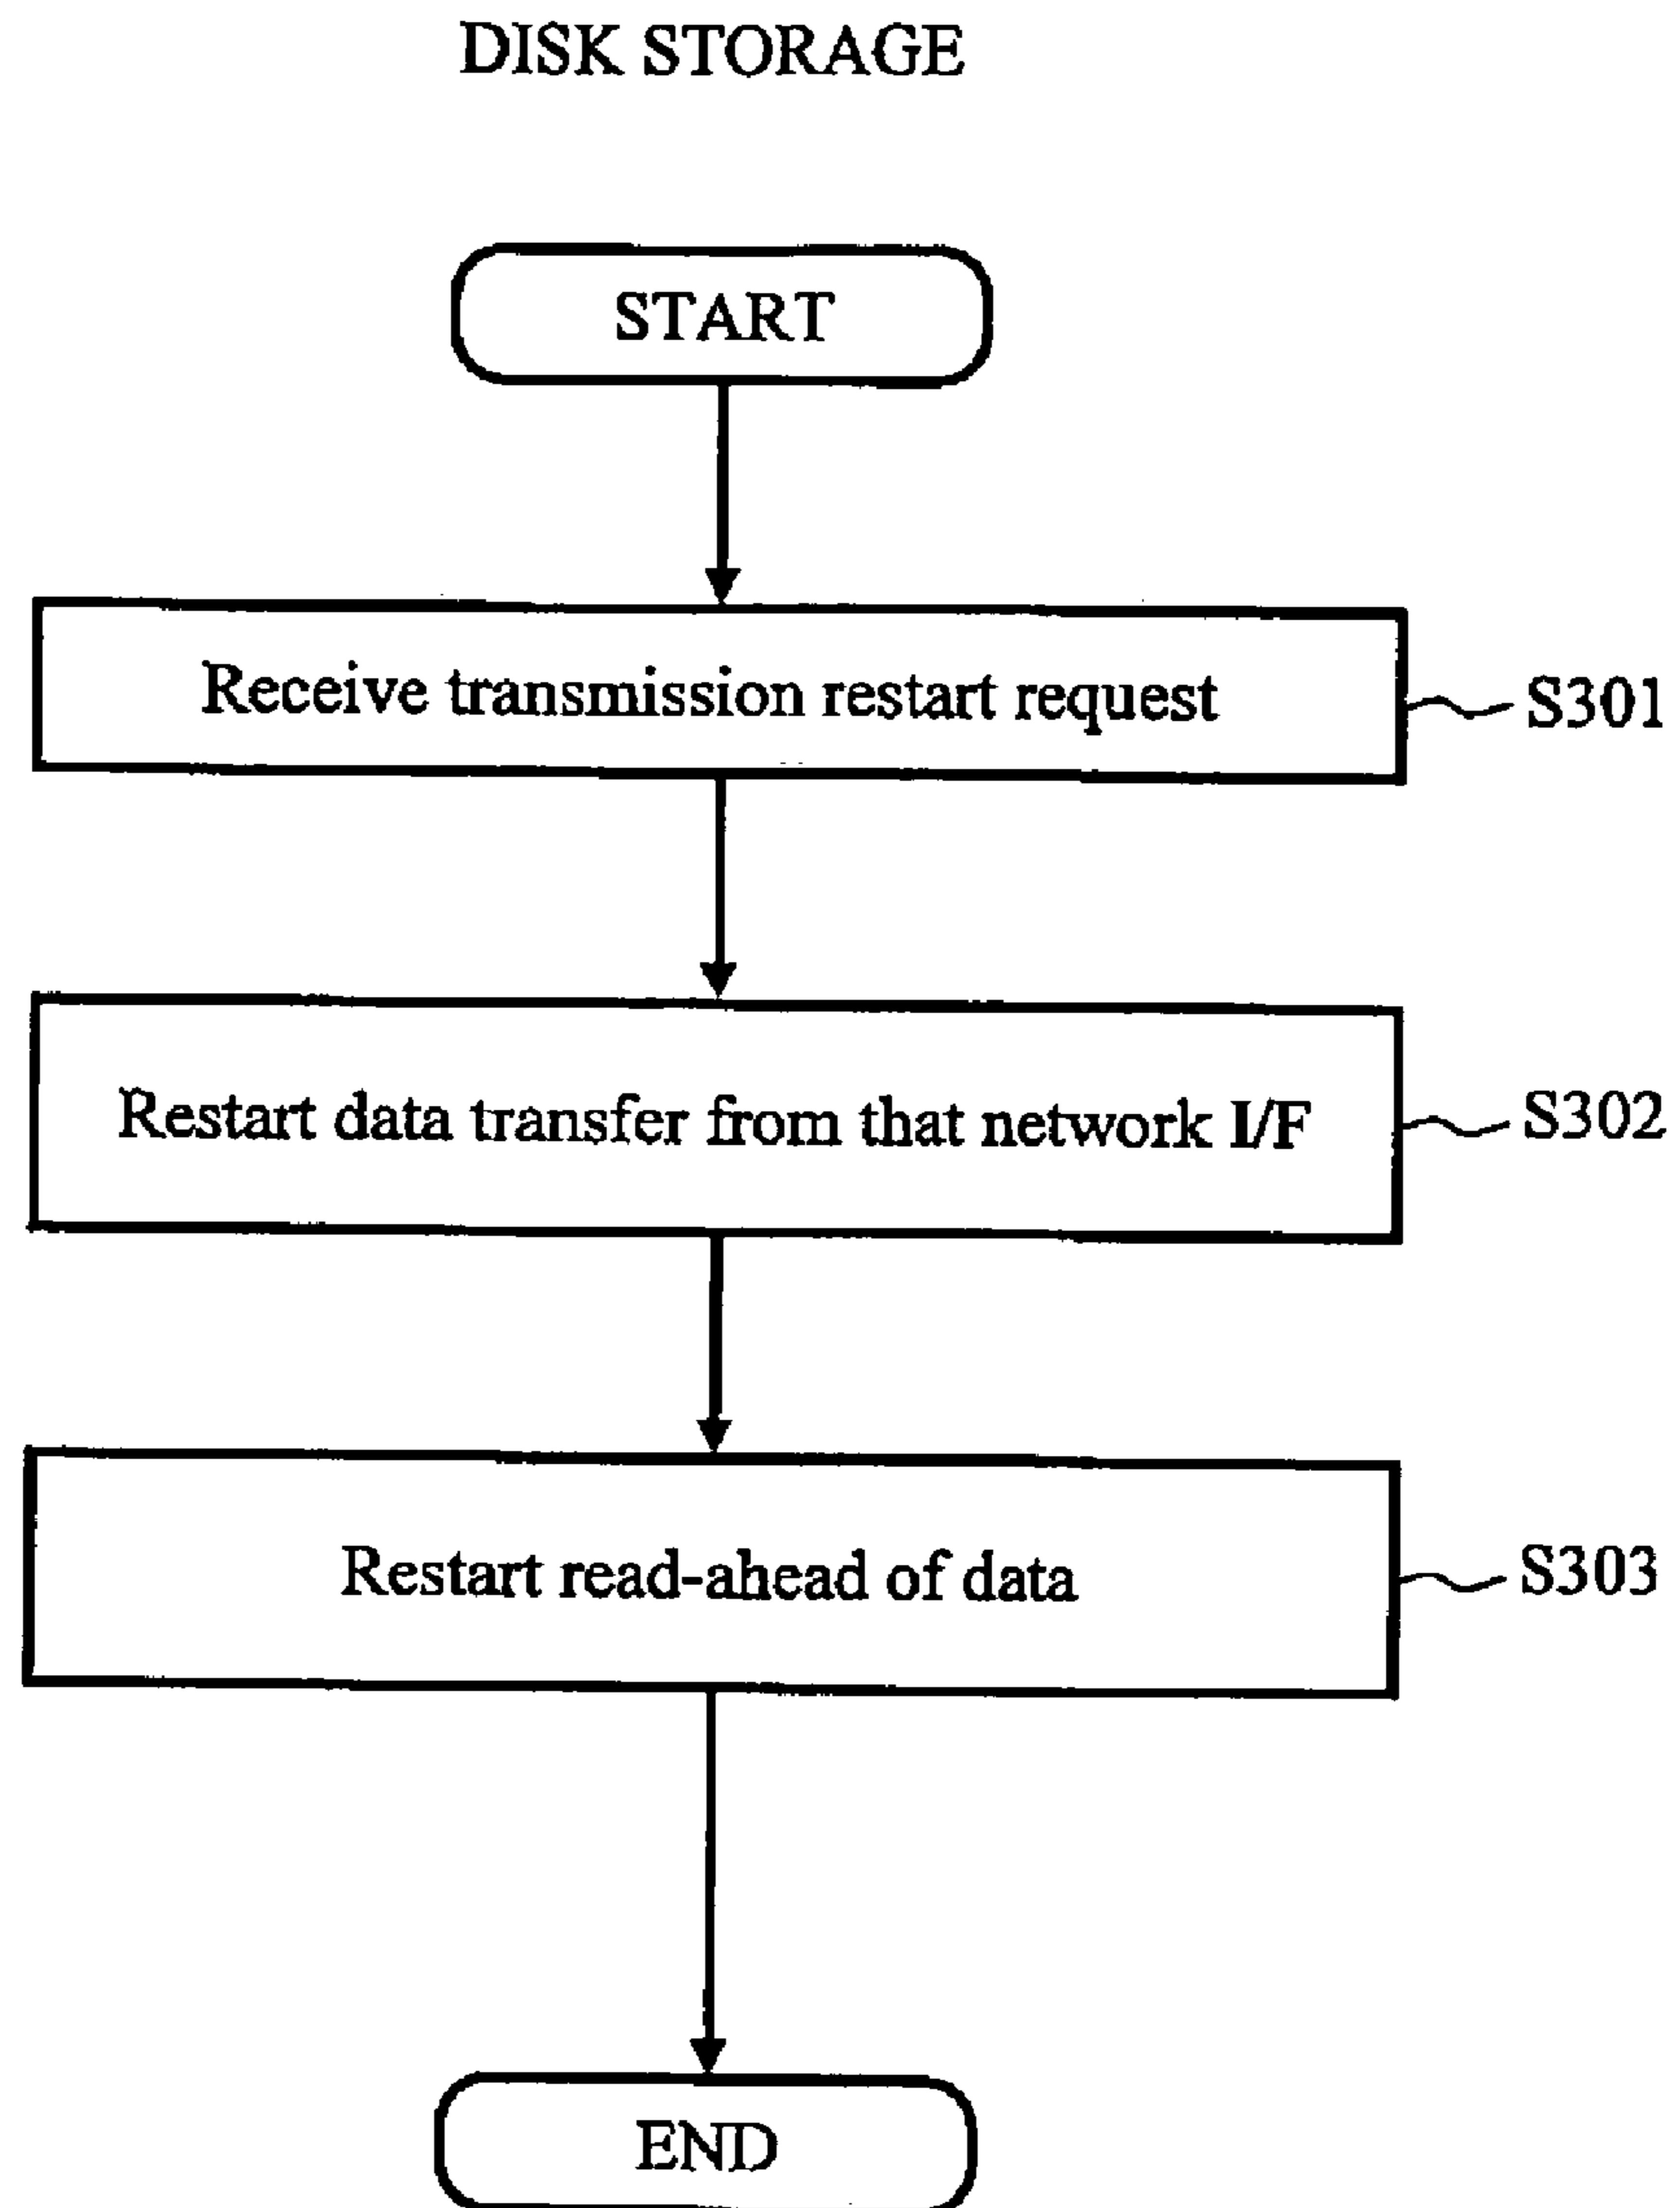 DISK STORAGE
START
Receive transmission restart request
S301
Restart data transfer from that network I/F
S302
Restart read-ahead of data
S303
END